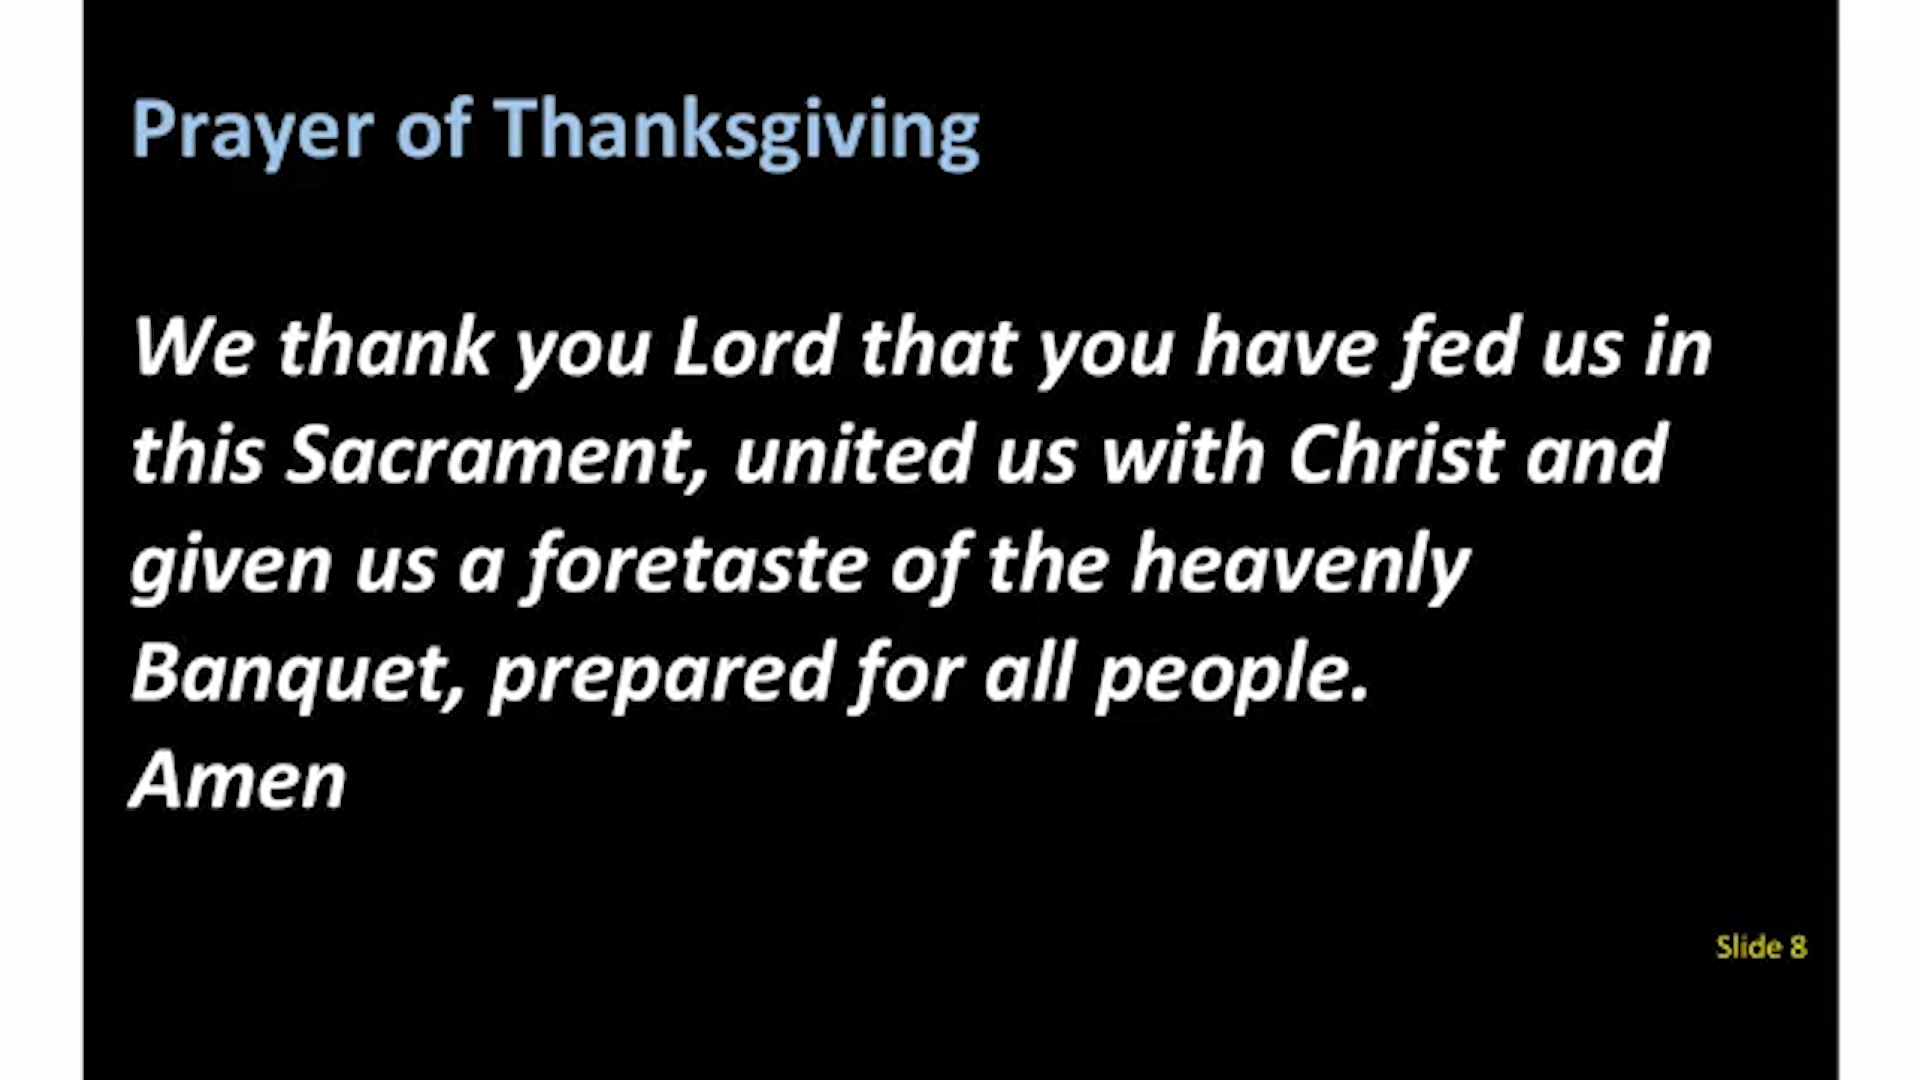 Prayer of Thanksgiving
We thank you Lord that you have fed us in
this Sacrament, united us with Christ and
given us a foretaste of the heavenly
Banquet, prepared for all people.
Amen
Slide 8